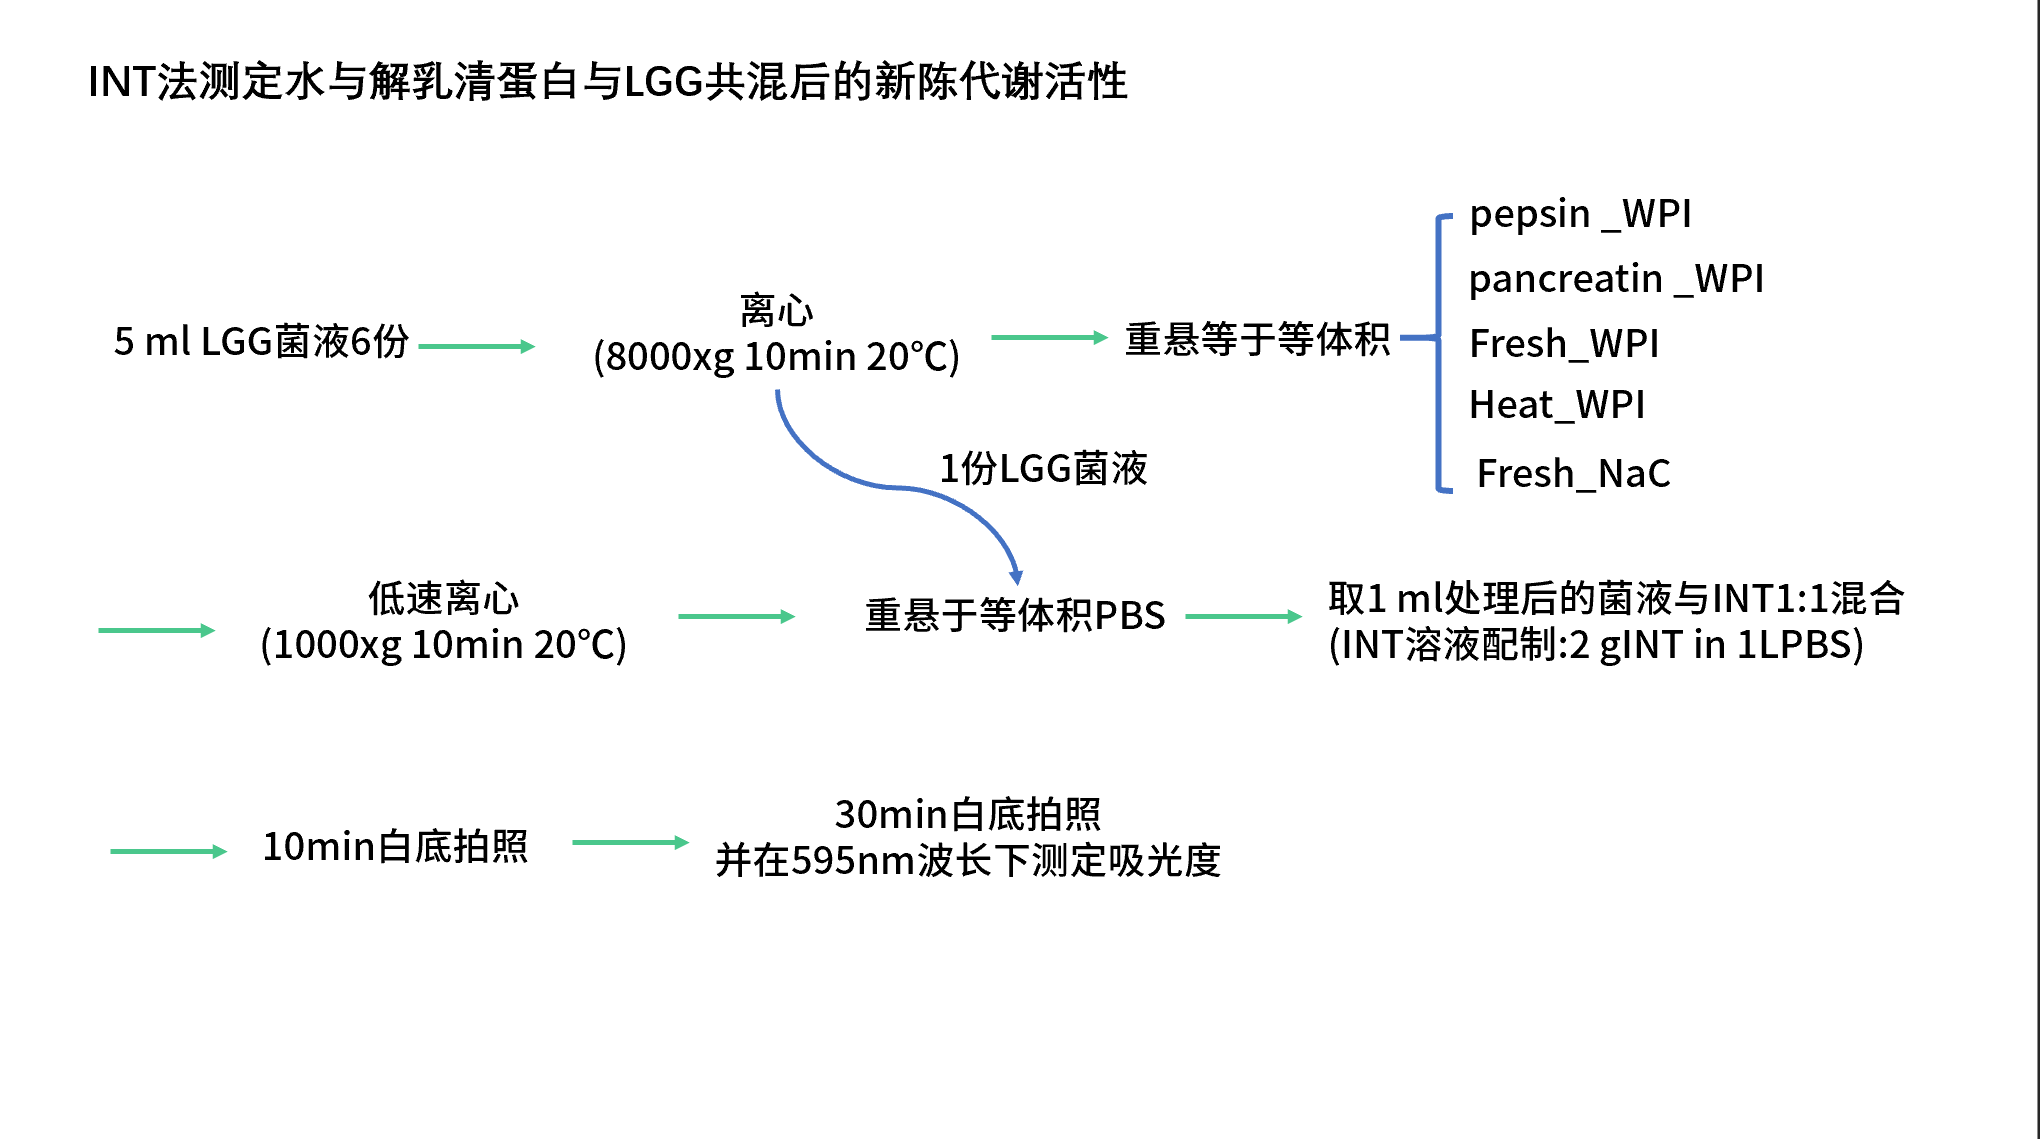 INT法测定水与解乳清蛋白与LGG共混后的新陈代谢活性
5 ml LGG菌液6份
离心
(8000xg 10min 20℃)
重悬等于等体积
pepsin _WPI
pancreatin _WPI
Fresh_WPI
Heat_WPI
Fresh_NaC
1份LGG菌液
低速离心
(1000xg 10min 20℃)
重悬于等体积PBS
取1 ml处理后的菌液与INT1:1混合
(INT溶液配制:2 gINT in 1LPBS)
10min白底拍照
30min白底拍照
并在595nm波长下测定吸光度